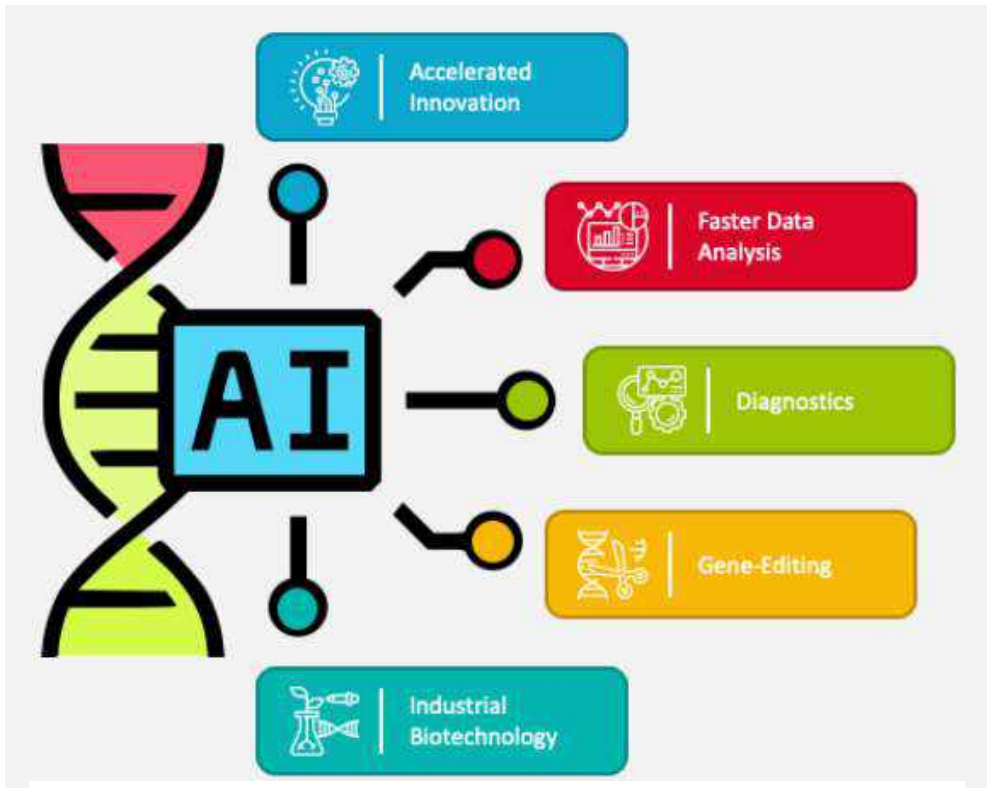 Accelerated
Innovation
Faster Data
Analysis
AI
Diagnostics
Gene-Editing
Industrial
Biotechnology